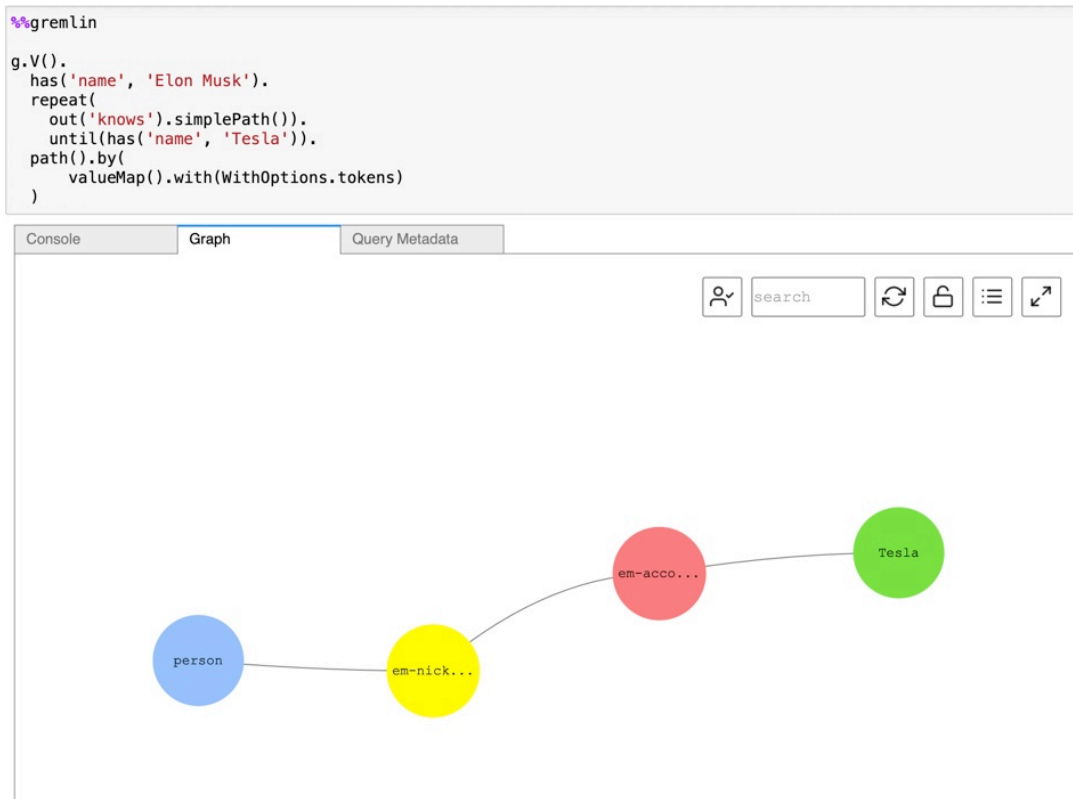 %%gremlin
g.V().
has('name', 'Elon Musk').
repeat(
out('knows').simplePath()).
until(has('name', 'Tesla')).
path().by(
valueMap().with(WithOptions.tokens)
)
Console Graph Query Metadata
search
Tesla
em-acco...
person
em-nick...